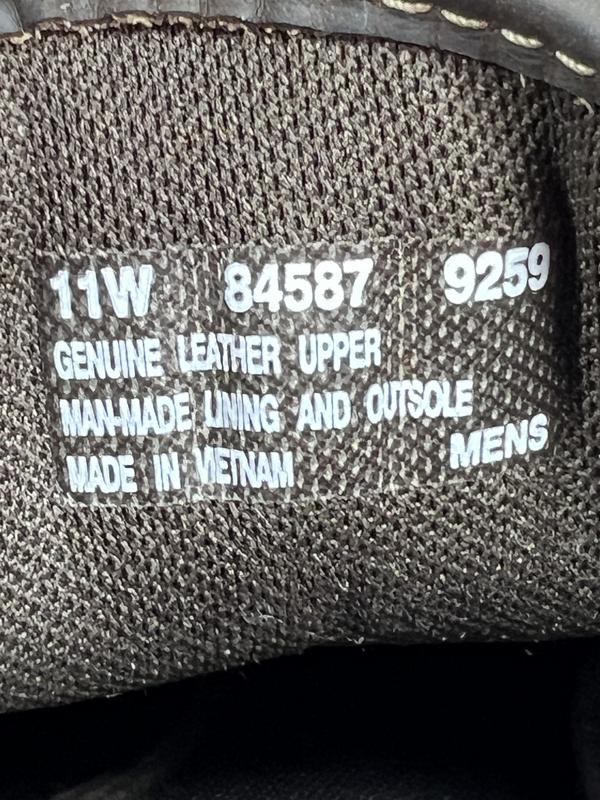 11W 84587 9259
GENUINE LEATHER UPPER
MAN-MADE LINING AND OUTSOLE
MADE IN VIETNAM MENS